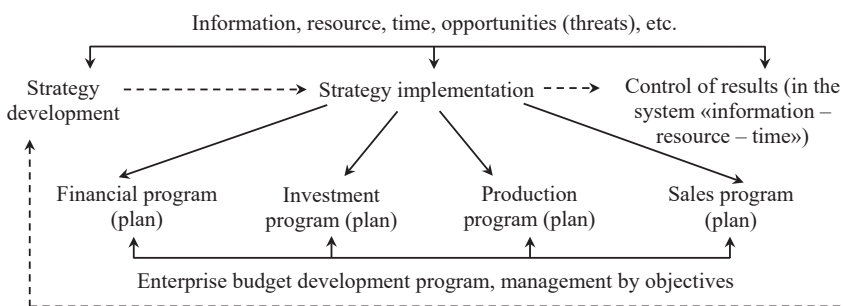 Information, resource, time, opportunities (threats), etc.
Strategy
development
Strategy implementation
Control of results (in the
system «information –
resource – time»)
Financial program
(plan)
Investment
program (plan)
Production
program (plan)
Sales program
(plan)
Enterprise budget development program, management by objectives